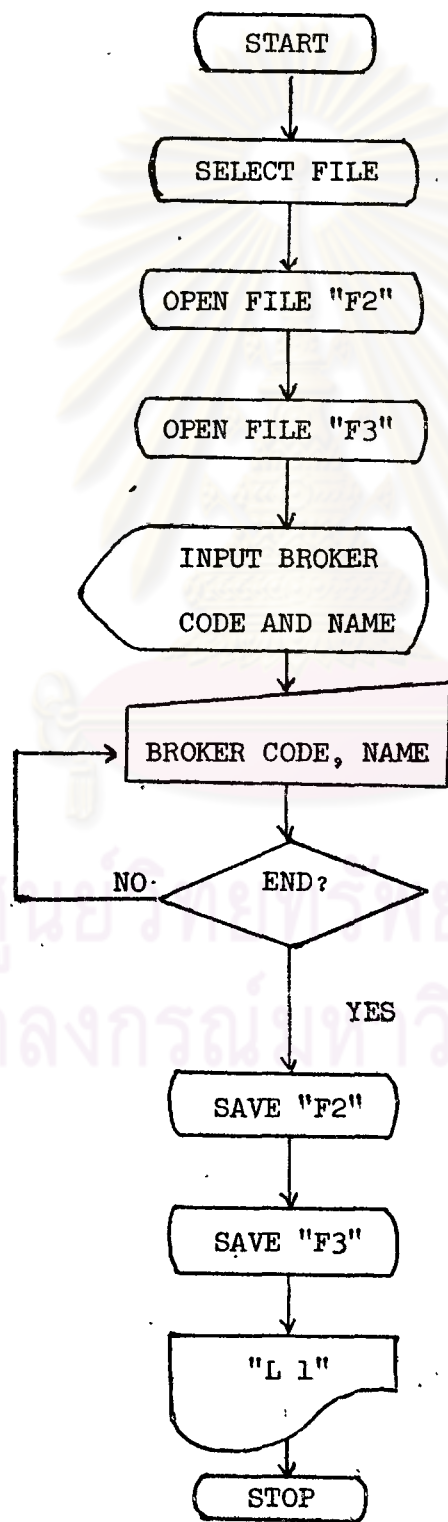 START
SELECT FILE
OPEN FILE "F2"
OPEN FILE "F3"
INPUT BROKER
CODE AND NAME
BROKER CODE, NAME
END?
NO
YES
SAVE "F2"
SAVE "F3"
"L 1"
STOP